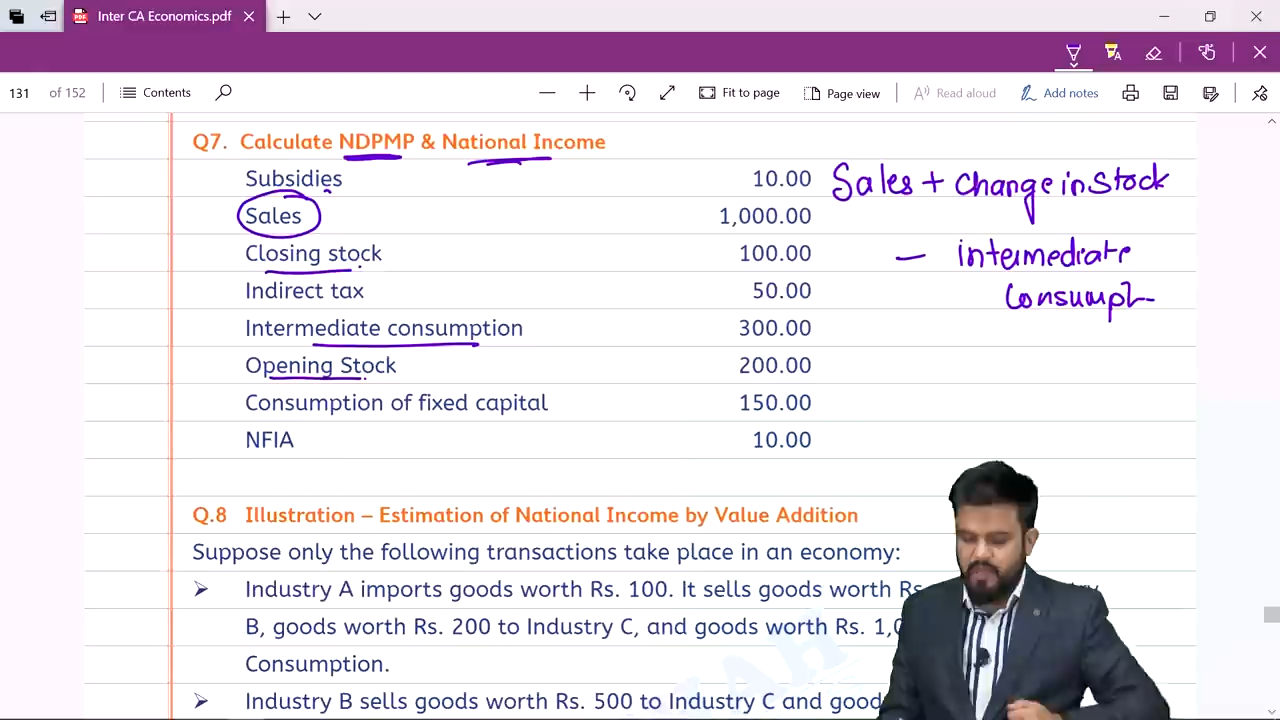 Inter CA Economics.pdf
131 of 152
Contents
Fit to page
Page view
Read aloud
Add notes
Q7. Calculate NDPMP & National Income
Subsidies 10.00
Sales + Change in Stock
Sales 1,000.00
Closing stock 100.00
– intermediate
Indirect tax 50.00
Consumpt
Intermediate consumption 300.00
Opening Stock 200.00
Consumption of fixed capital 150.00
NFIA 10.00
Q.8 Illustration – Estimation of National Income by Value Addition
Suppose only the following transactions take place in an economy:
➢ Industry A imports goods worth Rs. 100. It sells goods worth Rs.
B, goods worth Rs. 200 to Industry C, and goods worth Rs.
Consumption.
➢ Industry B sells goods worth Rs. 500 to Industry C and